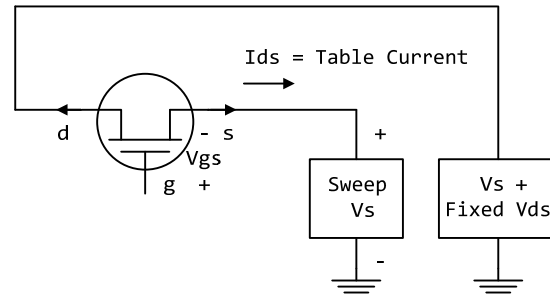 Ids = Table Current
d
- s
+
Vgs
g +
Sweep
Vs
Vs +
Fixed Vds
-